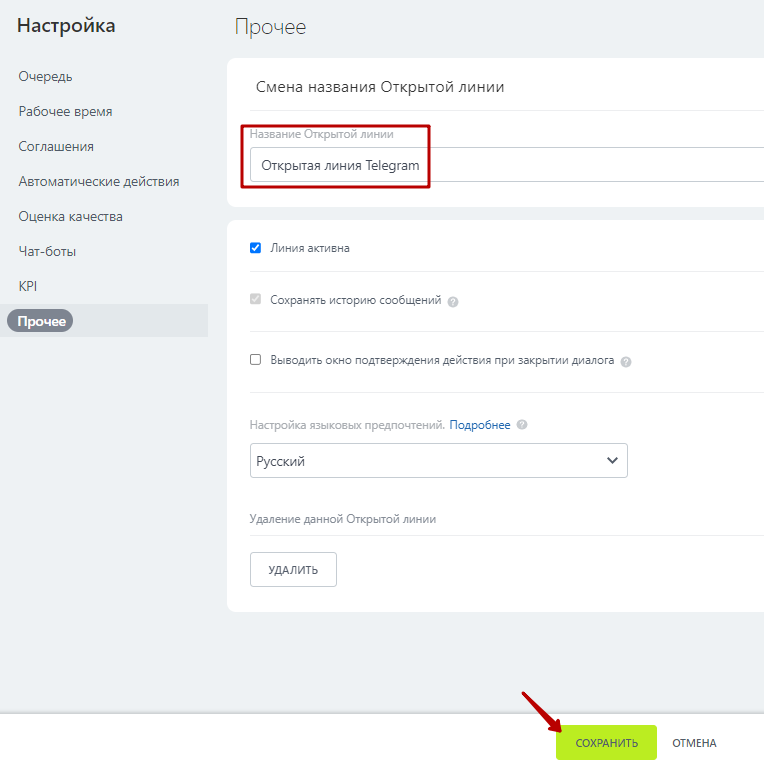 Настройка
Очередь
Рабочее время
Соглашения
Автоматические действия
Оценка качества
Чат-боты
KPI
Прочее
Прочее
Смена названия Открытой линии
Название Открытой линии
Открытая линия Telegram
Линия активна
Сохранять историю сообщений ?
Выводить окно подтверждения действия при закрытии диалога ?
Настройка языковых предпочтений. Подробнее ?
Русский
Удаление данной Открытой линии
УДАЛИТЬ
СОХРАНИТЬ ОТМЕНА